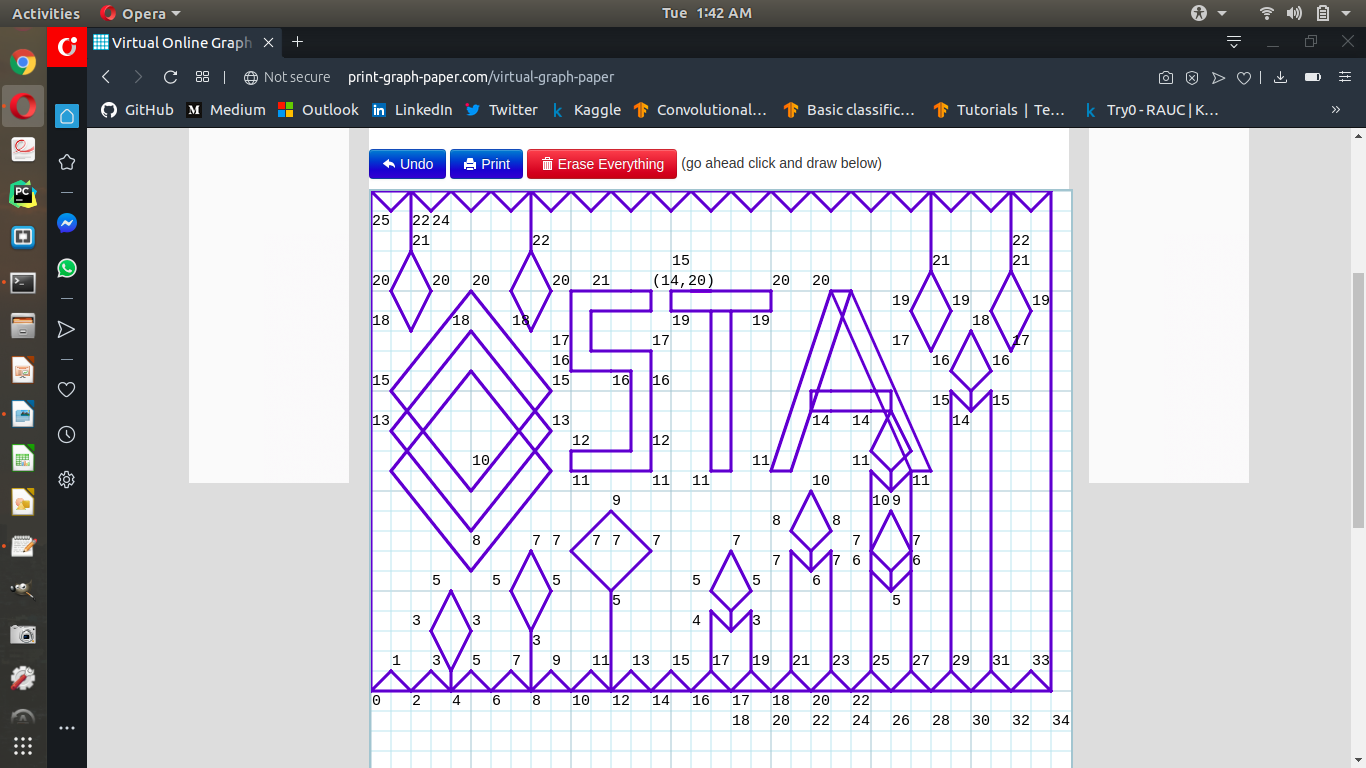 Activities Opera Tue 1:42 AM
Virtual Online Graph
Not secure print-graph-paper.com/virtual-graph-paper
GitHub Medium Outlook LinkedIn Twitter Kaggle Convolutional... Basic classific... Tutorials | Te... Try0 - RAUC | K... »
Undo Print Erase Everything (go ahead click and draw below)
25 22 24
21 22 22
15 21 21
20 20 20 20 21 (14,20) 20 20
19 19 19
18 18 18 19 19 18
17 17 17 17
16 16 16
15 15 16 16
15 15
13 13 14 14 14
12 12
10 11 11
11 11 11 10 11
9 10 9
8 8
8 7 7 7 7 7 7 7 7
7 7 6 6
5 5 5 5 5 6
5 5
3 3 4 3
3
1 3 5 7 9 11 13 15 17 19 21 23 25 27 29 31 33
0 2 4 6 8 10 12 14 16 17 18 20 22
18 20 22 24 26 28 30 32 34